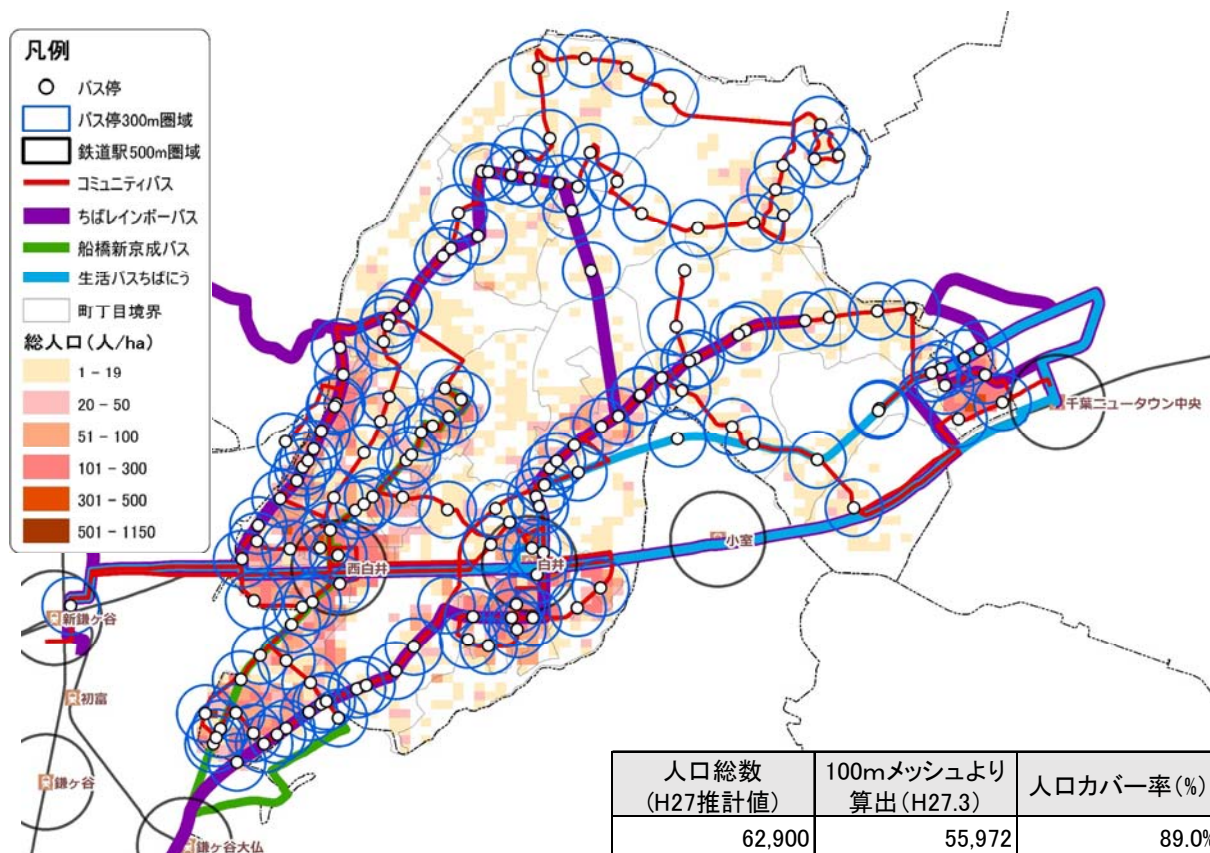 凡例
バス停
バス停300m圏域
鉄道駅500m圏域
コミュニティバス
ちばレインボーバス
船橋新京成バス
生活バスちばにう
町丁目境界
総人口(人/ha)
1 - 19
20 - 50
51 - 100
101 - 300
301 - 500
501 - 1150
千葉ニュータウン中央
小室
白井
西白井
新鎌ヶ谷
初富
鎌ヶ谷
鎌ヶ谷大仏
人口総数 100mメッシュより 人口カバー率(%)
(H27推計値) 算出(H27.3)
62,900 55,972 89.0%